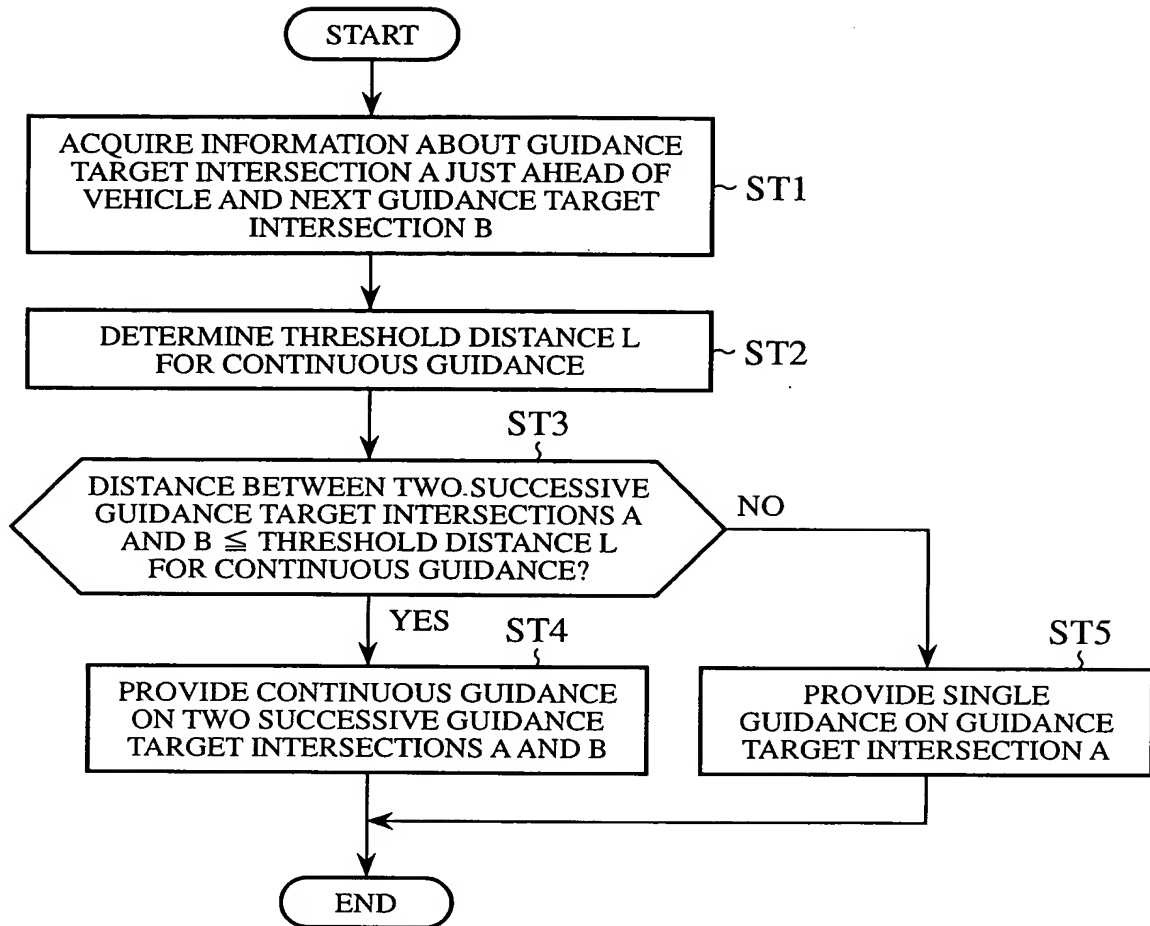 START
ACQUIRE INFORMATION ABOUT GUIDANCE
TARGET INTERSECTION A JUST AHEAD OF
VEHICLE AND NEXT GUIDANCE TARGET
INTERSECTION B
~ ST1
DETERMINE THRESHOLD DISTANCE L
FOR CONTINUOUS GUIDANCE
~ ST2
ST3
DISTANCE BETWEEN TWO SUCCESSIVE
GUIDANCE TARGET INTERSECTIONS A
AND B ≦ THRESHOLD DISTANCE L
FOR CONTINUOUS GUIDANCE?
NO
YES
ST4
PROVIDE CONTINUOUS GUIDANCE
ON TWO SUCCESSIVE GUIDANCE
TARGET INTERSECTIONS A AND B
ST5
PROVIDE SINGLE
GUIDANCE ON GUIDANCE
TARGET INTERSECTION A
END